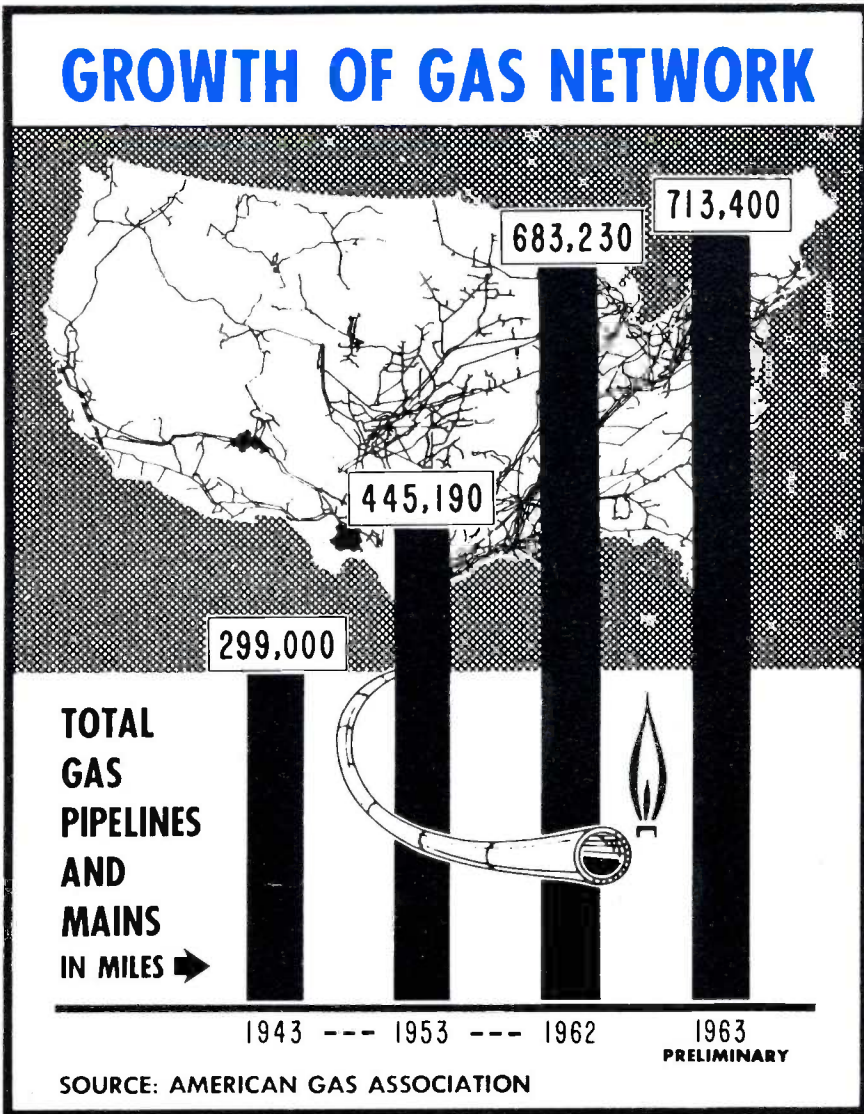 GROWTH OF GAS NETWORK
713,400
683,230
445,190
299,000
TOTAL
GAS
PIPELINES
AND
MAINS
IN MILES
1943 --- 1953 --- 1962 1963
PRELIMINARY
SOURCE: AMERICAN GAS ASSOCIATION